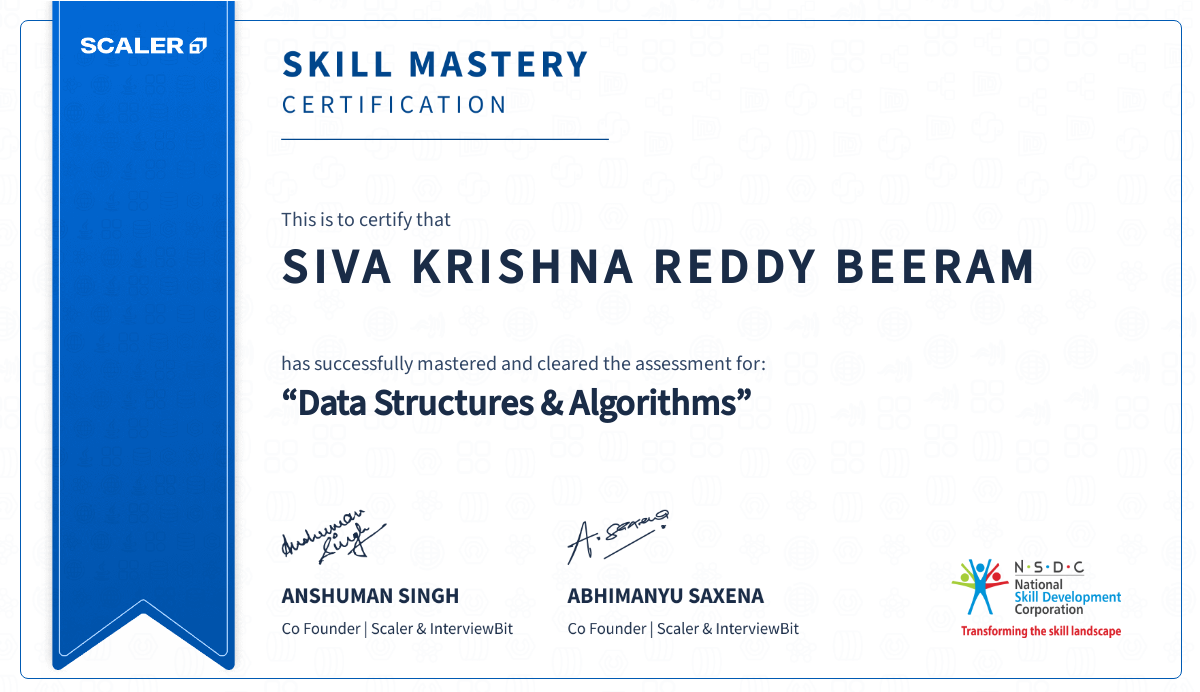 SCALER
SKILL MASTERY
CERTIFICATION
This is to certify that
SIVA KRISHNA REDDY BEERAM
has successfully mastered and cleared the assessment for:
“Data Structures & Algorithms”
Anshuman Singh
A. Saxena
ANSHUMAN SINGH
ABHIMANYU SAXENA
Co Founder | Scaler & InterviewBit
Co Founder | Scaler & InterviewBit
N·S·D·C
National
Skill Development
Corporation
Transforming the skill landscape